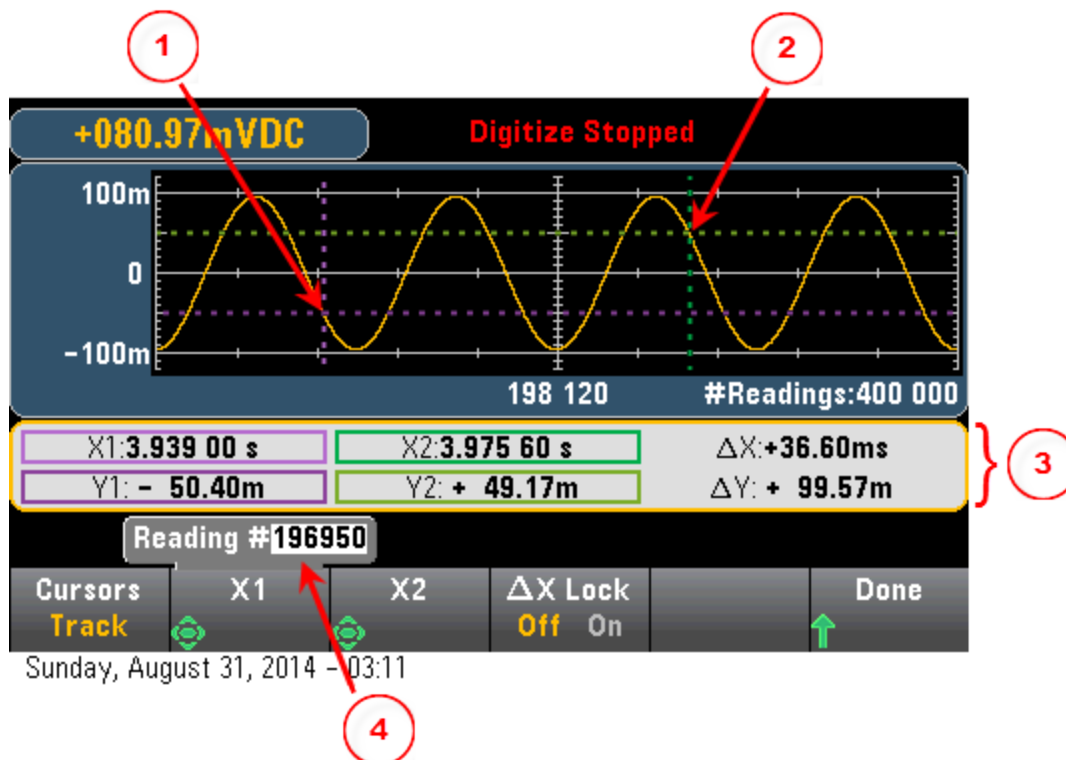 1
2
+080.97mVDC
Digitize Stopped
100m
0
-100m
198 120
#Readings:400 000
X1:3.939 00 s
X2:3.975 60 s
ΔX:+36.60ms
3
Y1: - 50.40m
Y2: + 49.17m
ΔY: + 99.57m
Reading #196950
Cursors
X1
X2
ΔX Lock
Done
Track
Off On
Sunday, August 31, 2014 - 03:11
4